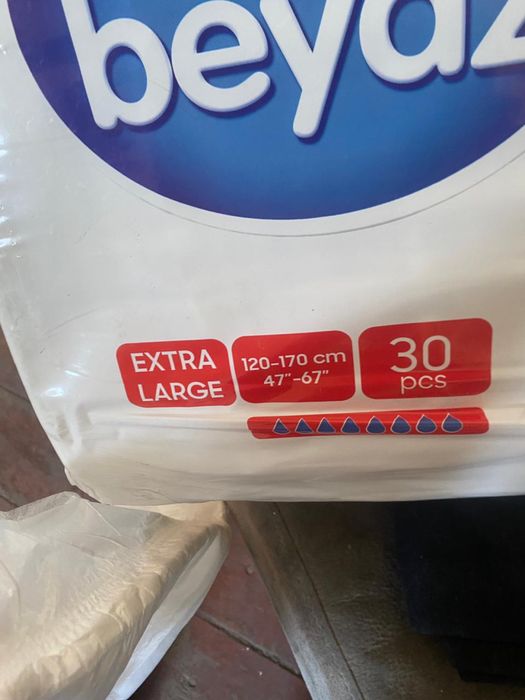 beyaz
EXTRA
LARGE
120-170 cm
47"-67"
30
pcs